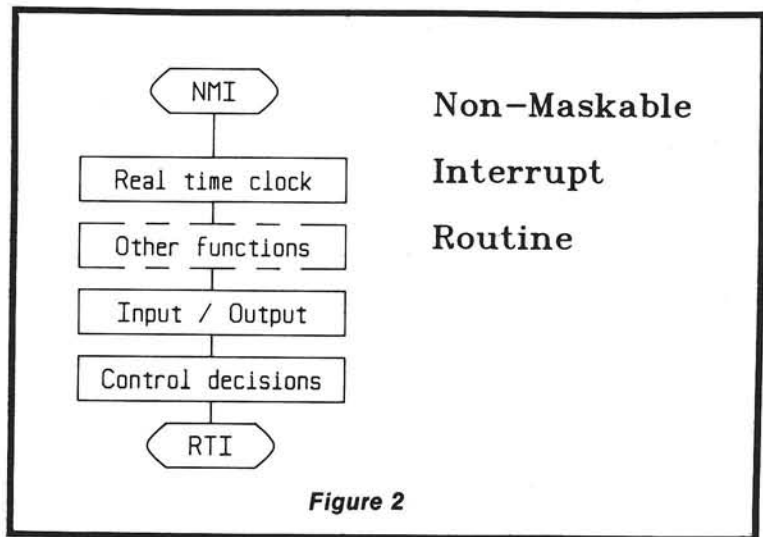 NMI
Real time clock
Other functions
Input / Output
Control decisions
RTI
Non-Maskable
Interrupt
Routine
Figure 2